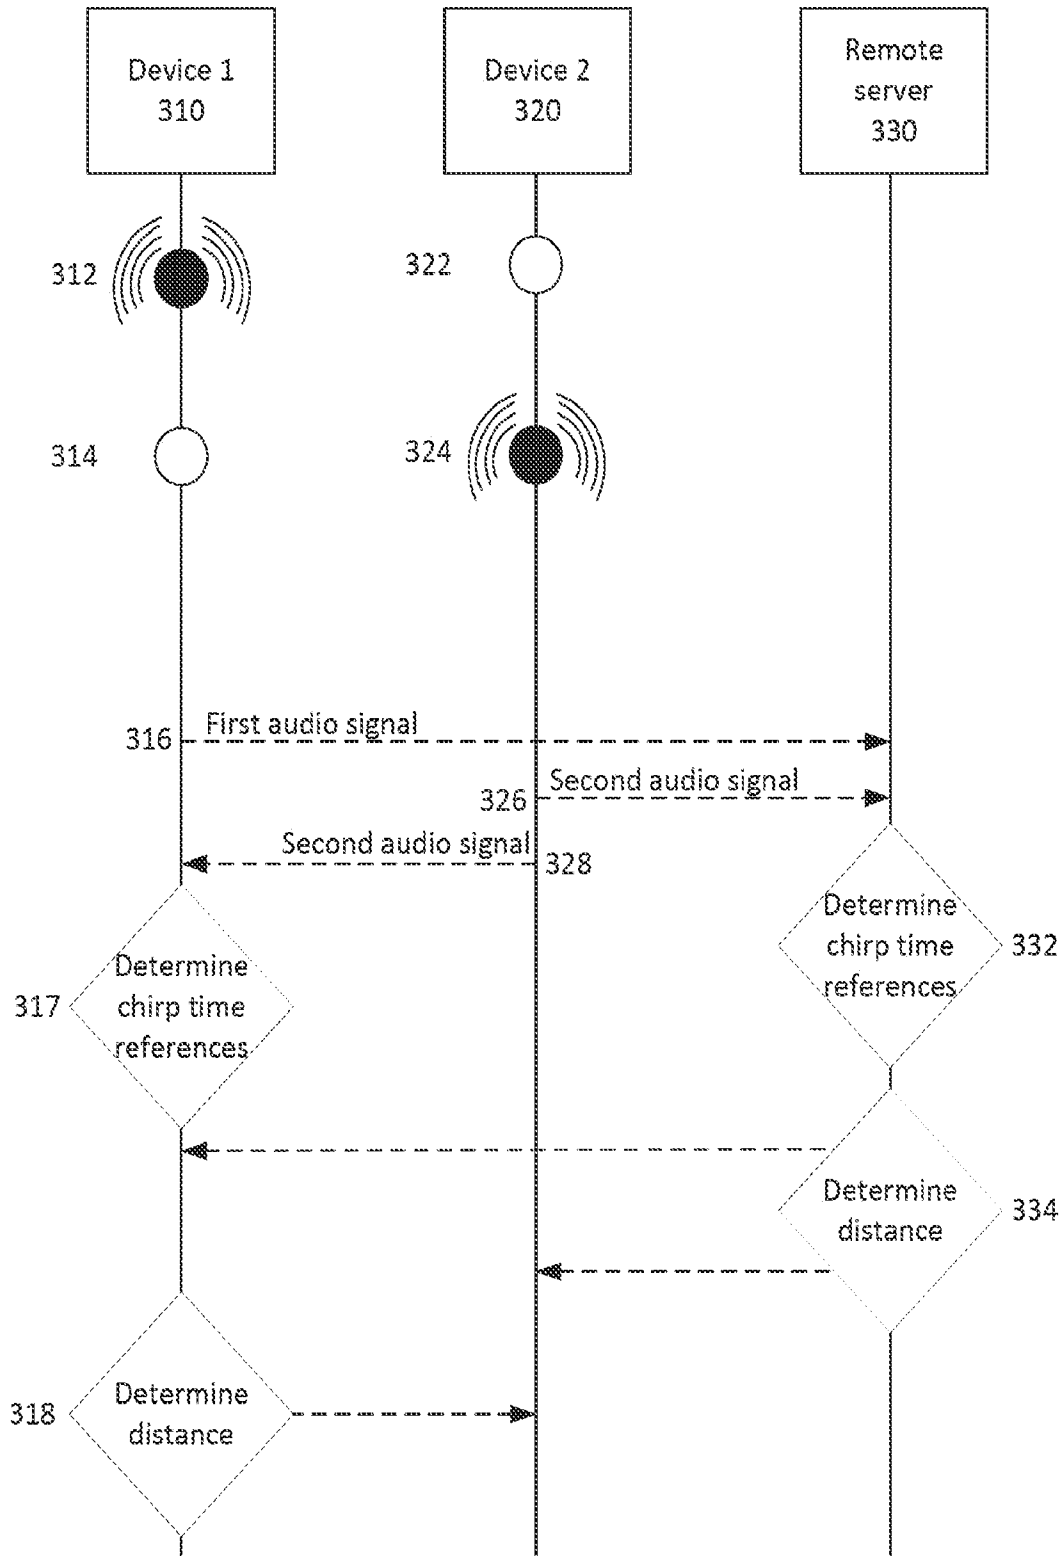 Device 1
310
Device 2
320
Remote
server
330
312
322
314
324
316
First audio signal
326
Second audio signal
Second audio signal
328
Determine
chirp time
references
332
317
Determine
chirp time
references
Determine
distance
334
318
Determine
distance